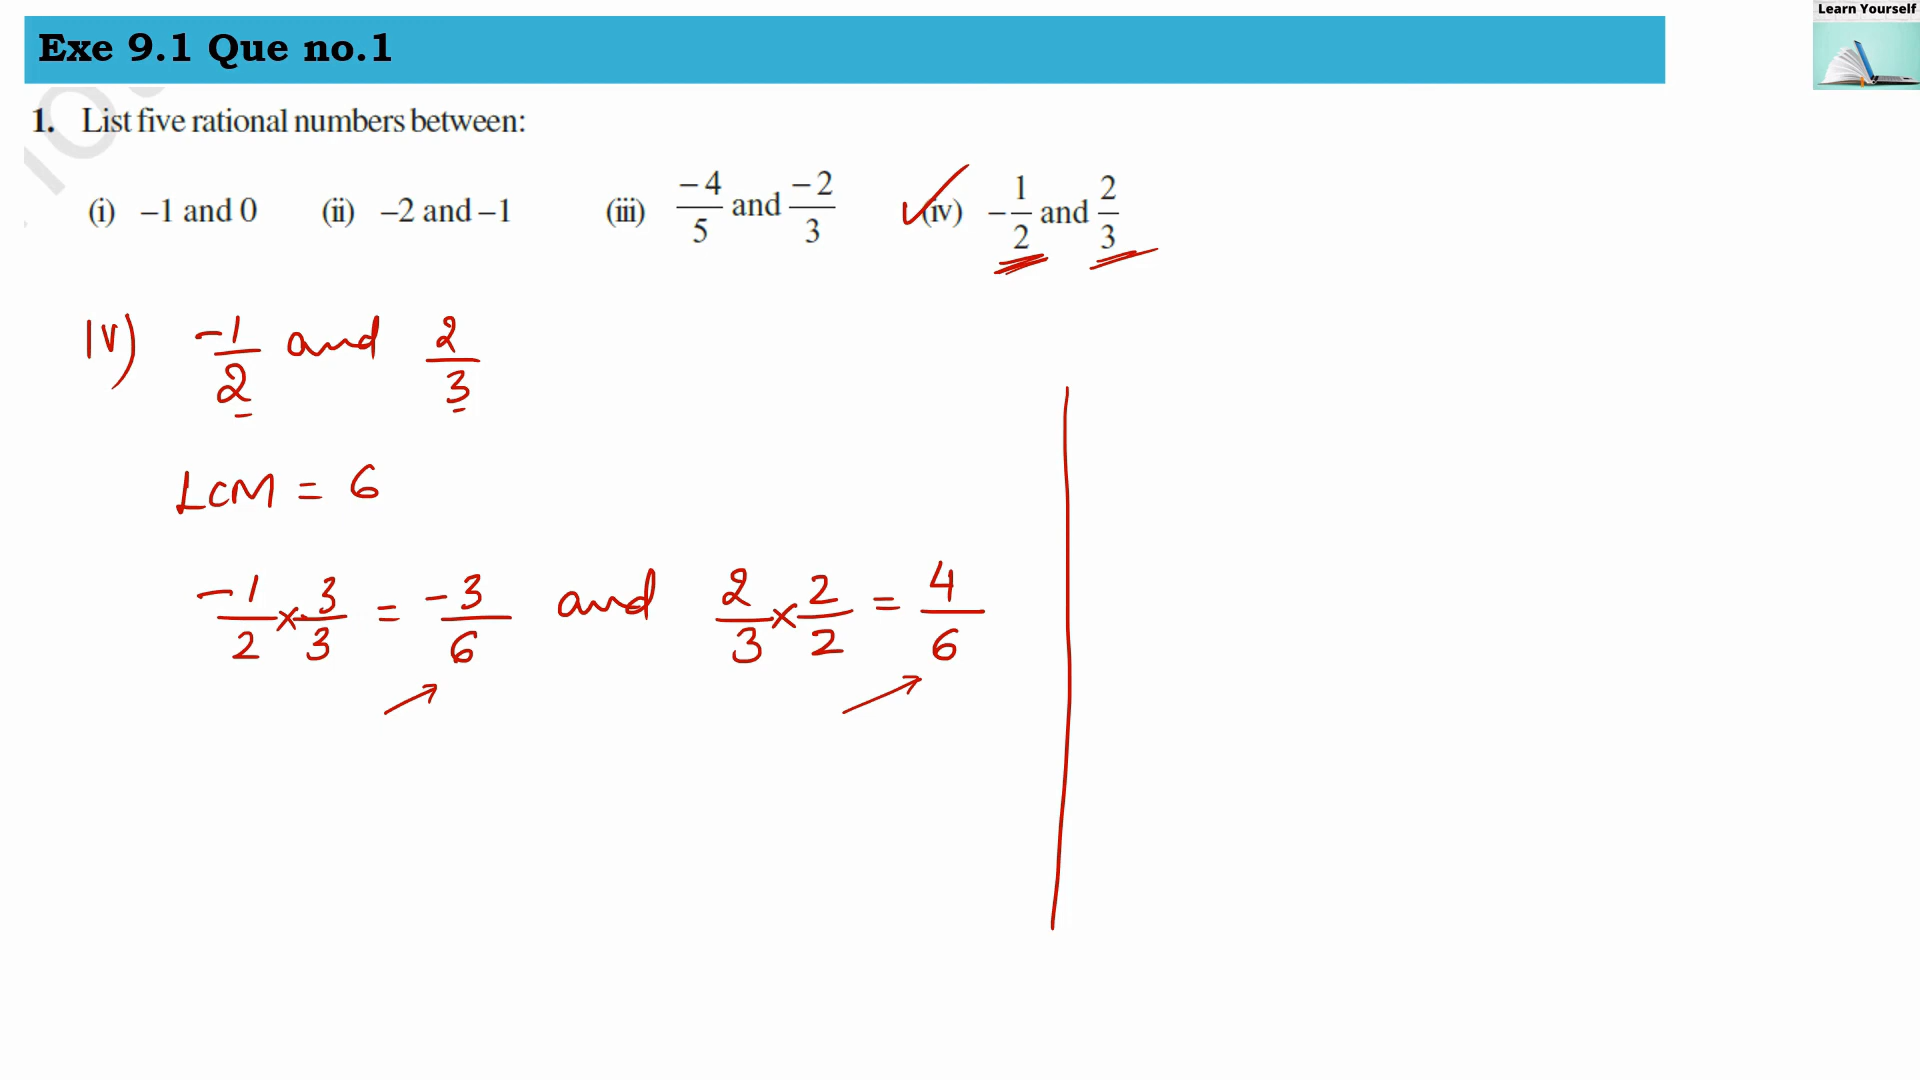 Learn Yourself
Exe 9.1 Que no.1
1. List five rational numbers between:
(i) –1 and 0 (ii) –2 and –1 (iii) −4/5 and −2/3 (iv) −1/2 and 2/3
IV) −1/2 and 2/3
LCM = 6
−1/2 × 3/3 = −3/6 and 2/3 × 2/2 = 4/6